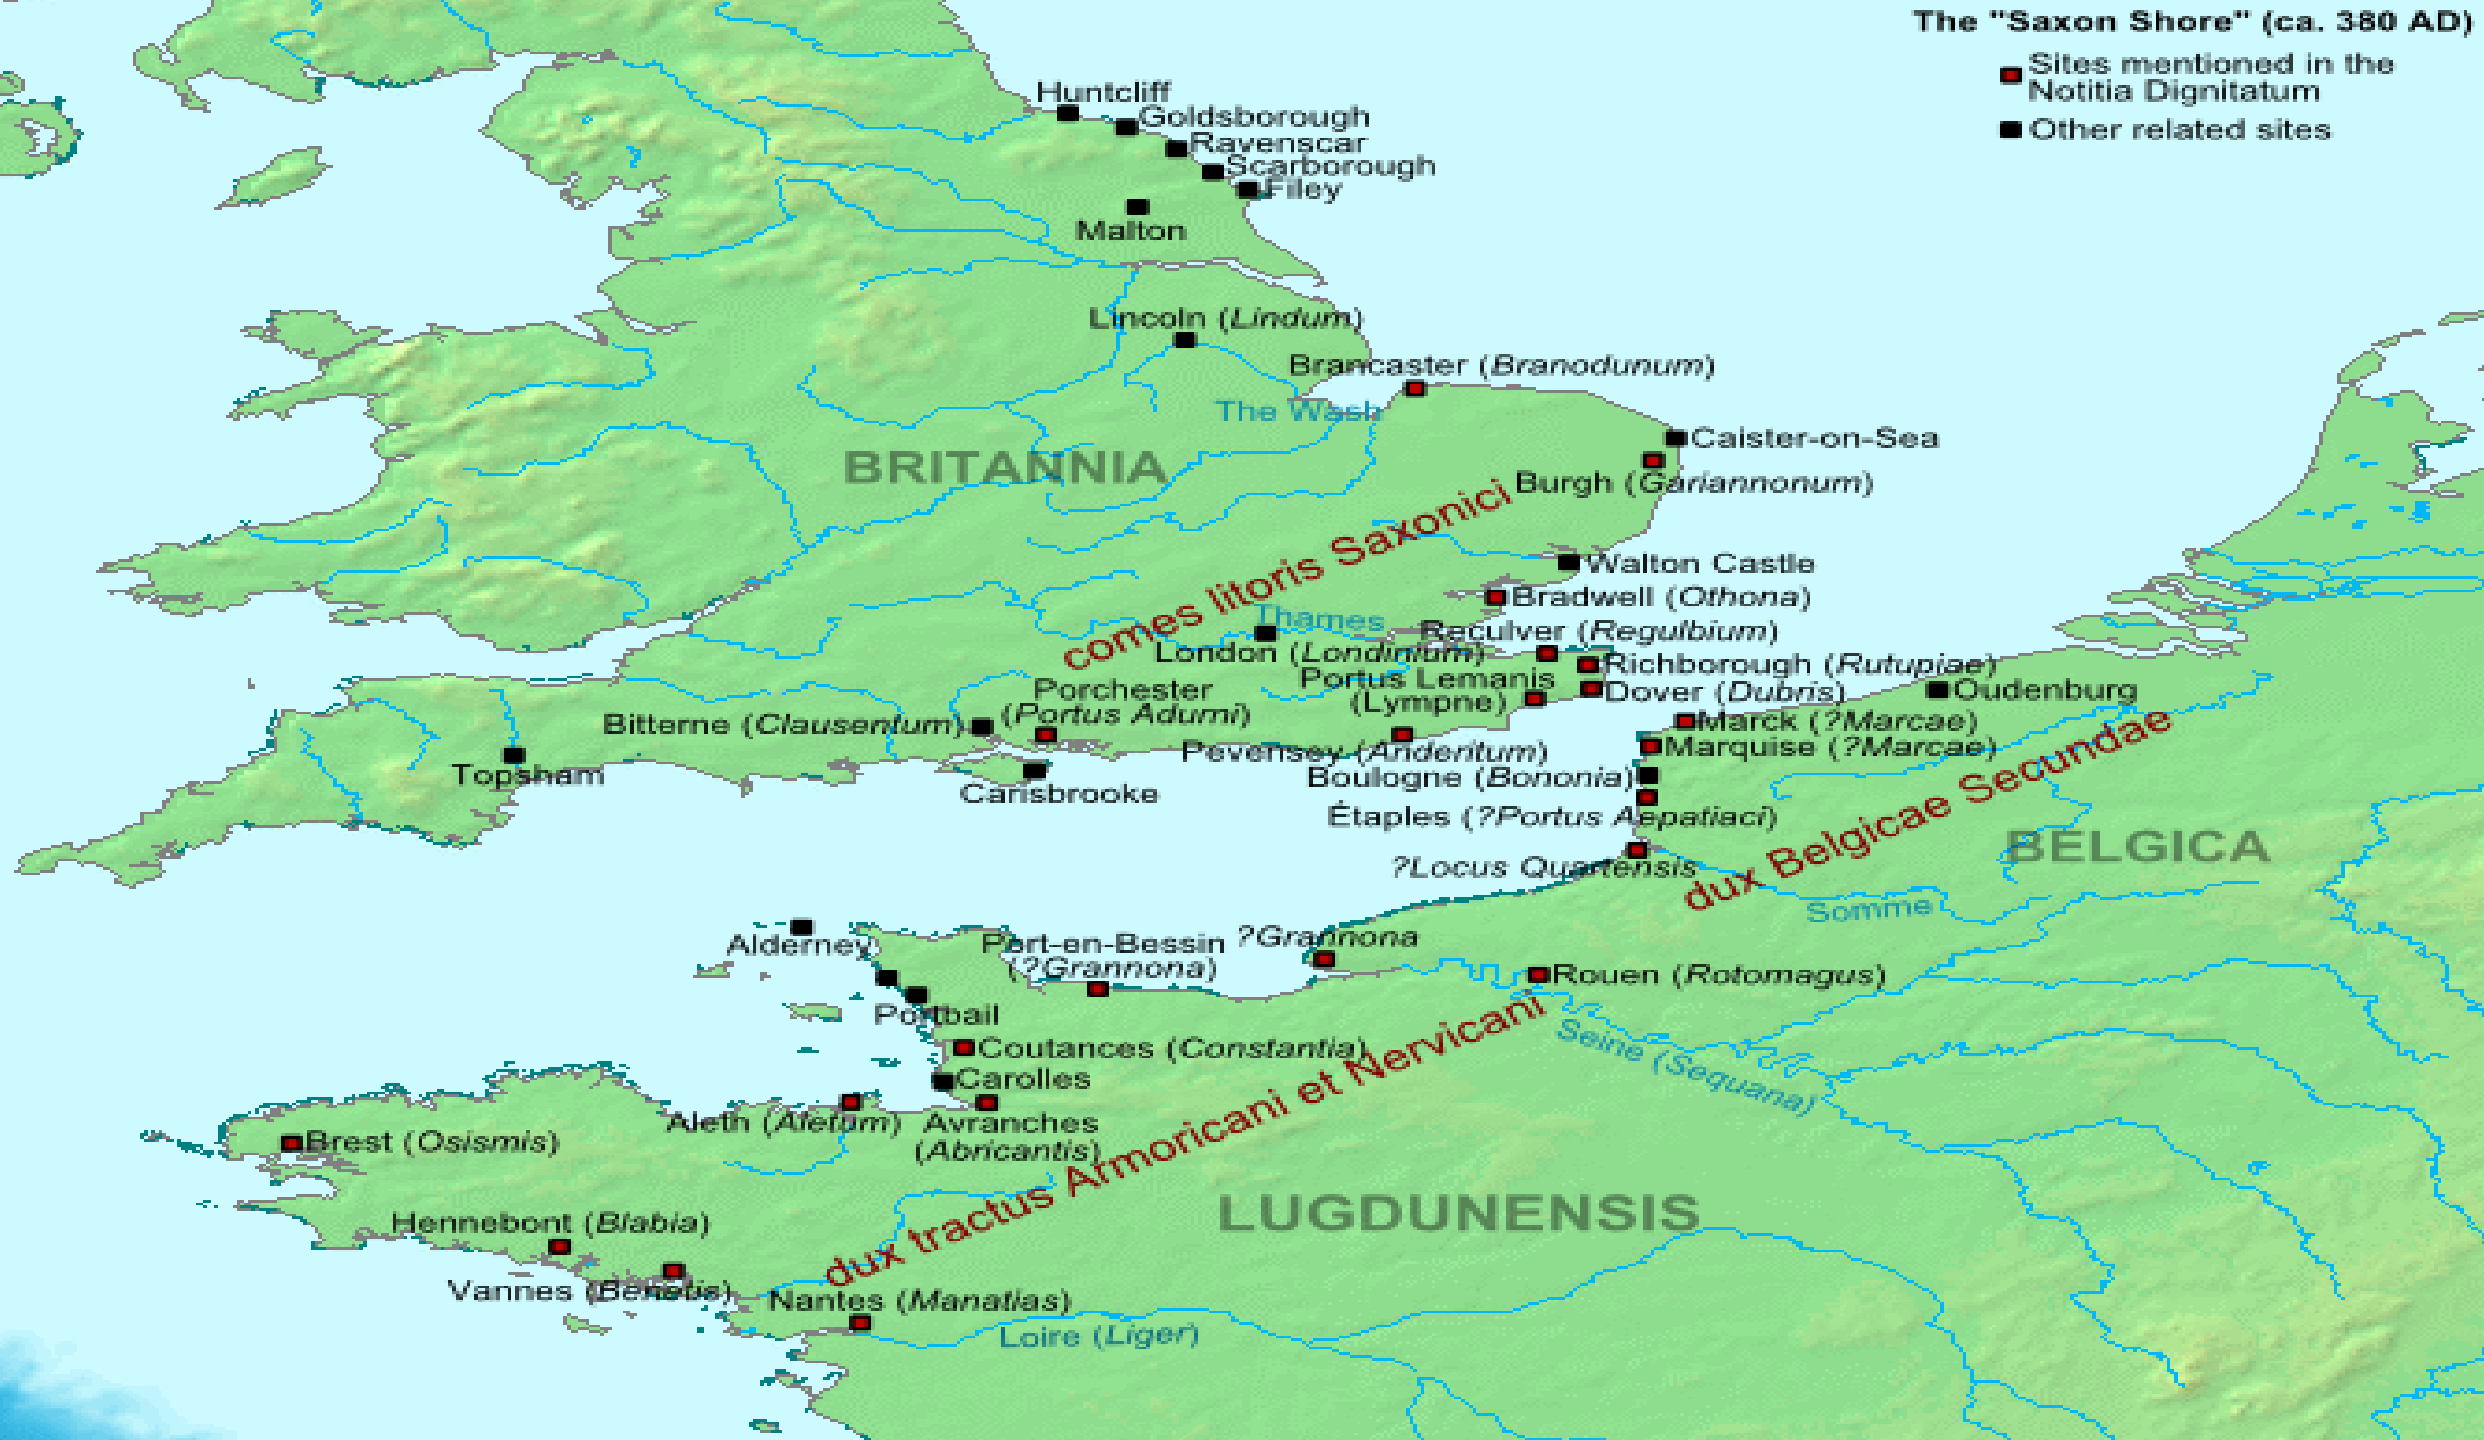 The "Saxon Shore" (ca. 380 AD)
Sites mentioned in the
Notitia Dignitatum
Other related sites
Huntcliff
Goldsborough
Ravenscar
Scarborough
Filey
Malton
Lincoln (Lindum)
Brancaster (Branodunum)
The Wash
Caister-on-Sea
BRITANNIA
Burgh (Gariannonum)
comes litoris Saxonici
Walton Castle
Bradwell (Othona)
Thames
Reculver (Regulbium)
London (Londinium)
Richborough (Rutupiae)
Portus Lemanis
(Lympne)
Dover (Dubris)
Oudenburg
Porchester
(Portus Adurni)
Bitterne (Clausentum)
Marck (?Marcae)
Marquise (?Marcae)
Pevensey (Anderitum)
Topsham
Boulogne (Bononia)
Carisbrooke
Étaples (?Portus Aepatiaci)
dux Belgicae Secundae
BELGICA
?Locus Quartensis
Somme
Alderney
Port-en-Bessin
(?Grannona)
?Grannona
Rouen (Rotomagus)
Portbail
Coutances (Constantia)
Seine (Sequana)
Carolles
dux tractus Armoricani et Nervicani
Aleth (Aletum)
Avranches
(Abricantis)
Brest (Osismis)
LUGDUNENSIS
Hennebont (Blabia)
Vannes (Benetis)
Nantes (Manatias)
Loire (Liger)